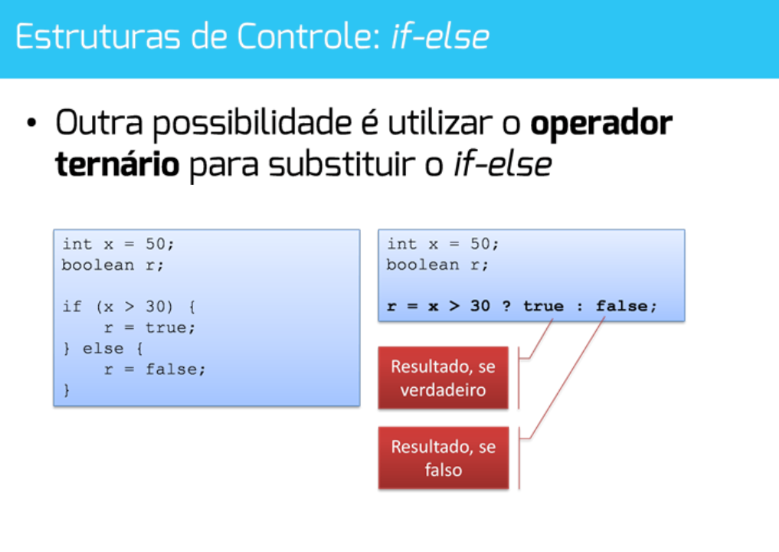 Estruturas de Controle: if-else
• Outra possibilidade é utilizar o operador
ternário para substituir o if-else
int x = 50;
boolean r;
if (x > 30) {
    r = true;
} else {
    r = false;
}
int x = 50;
boolean r;
r = x > 30 ? true : false;
Resultado, se
verdadeiro
Resultado, se
falso